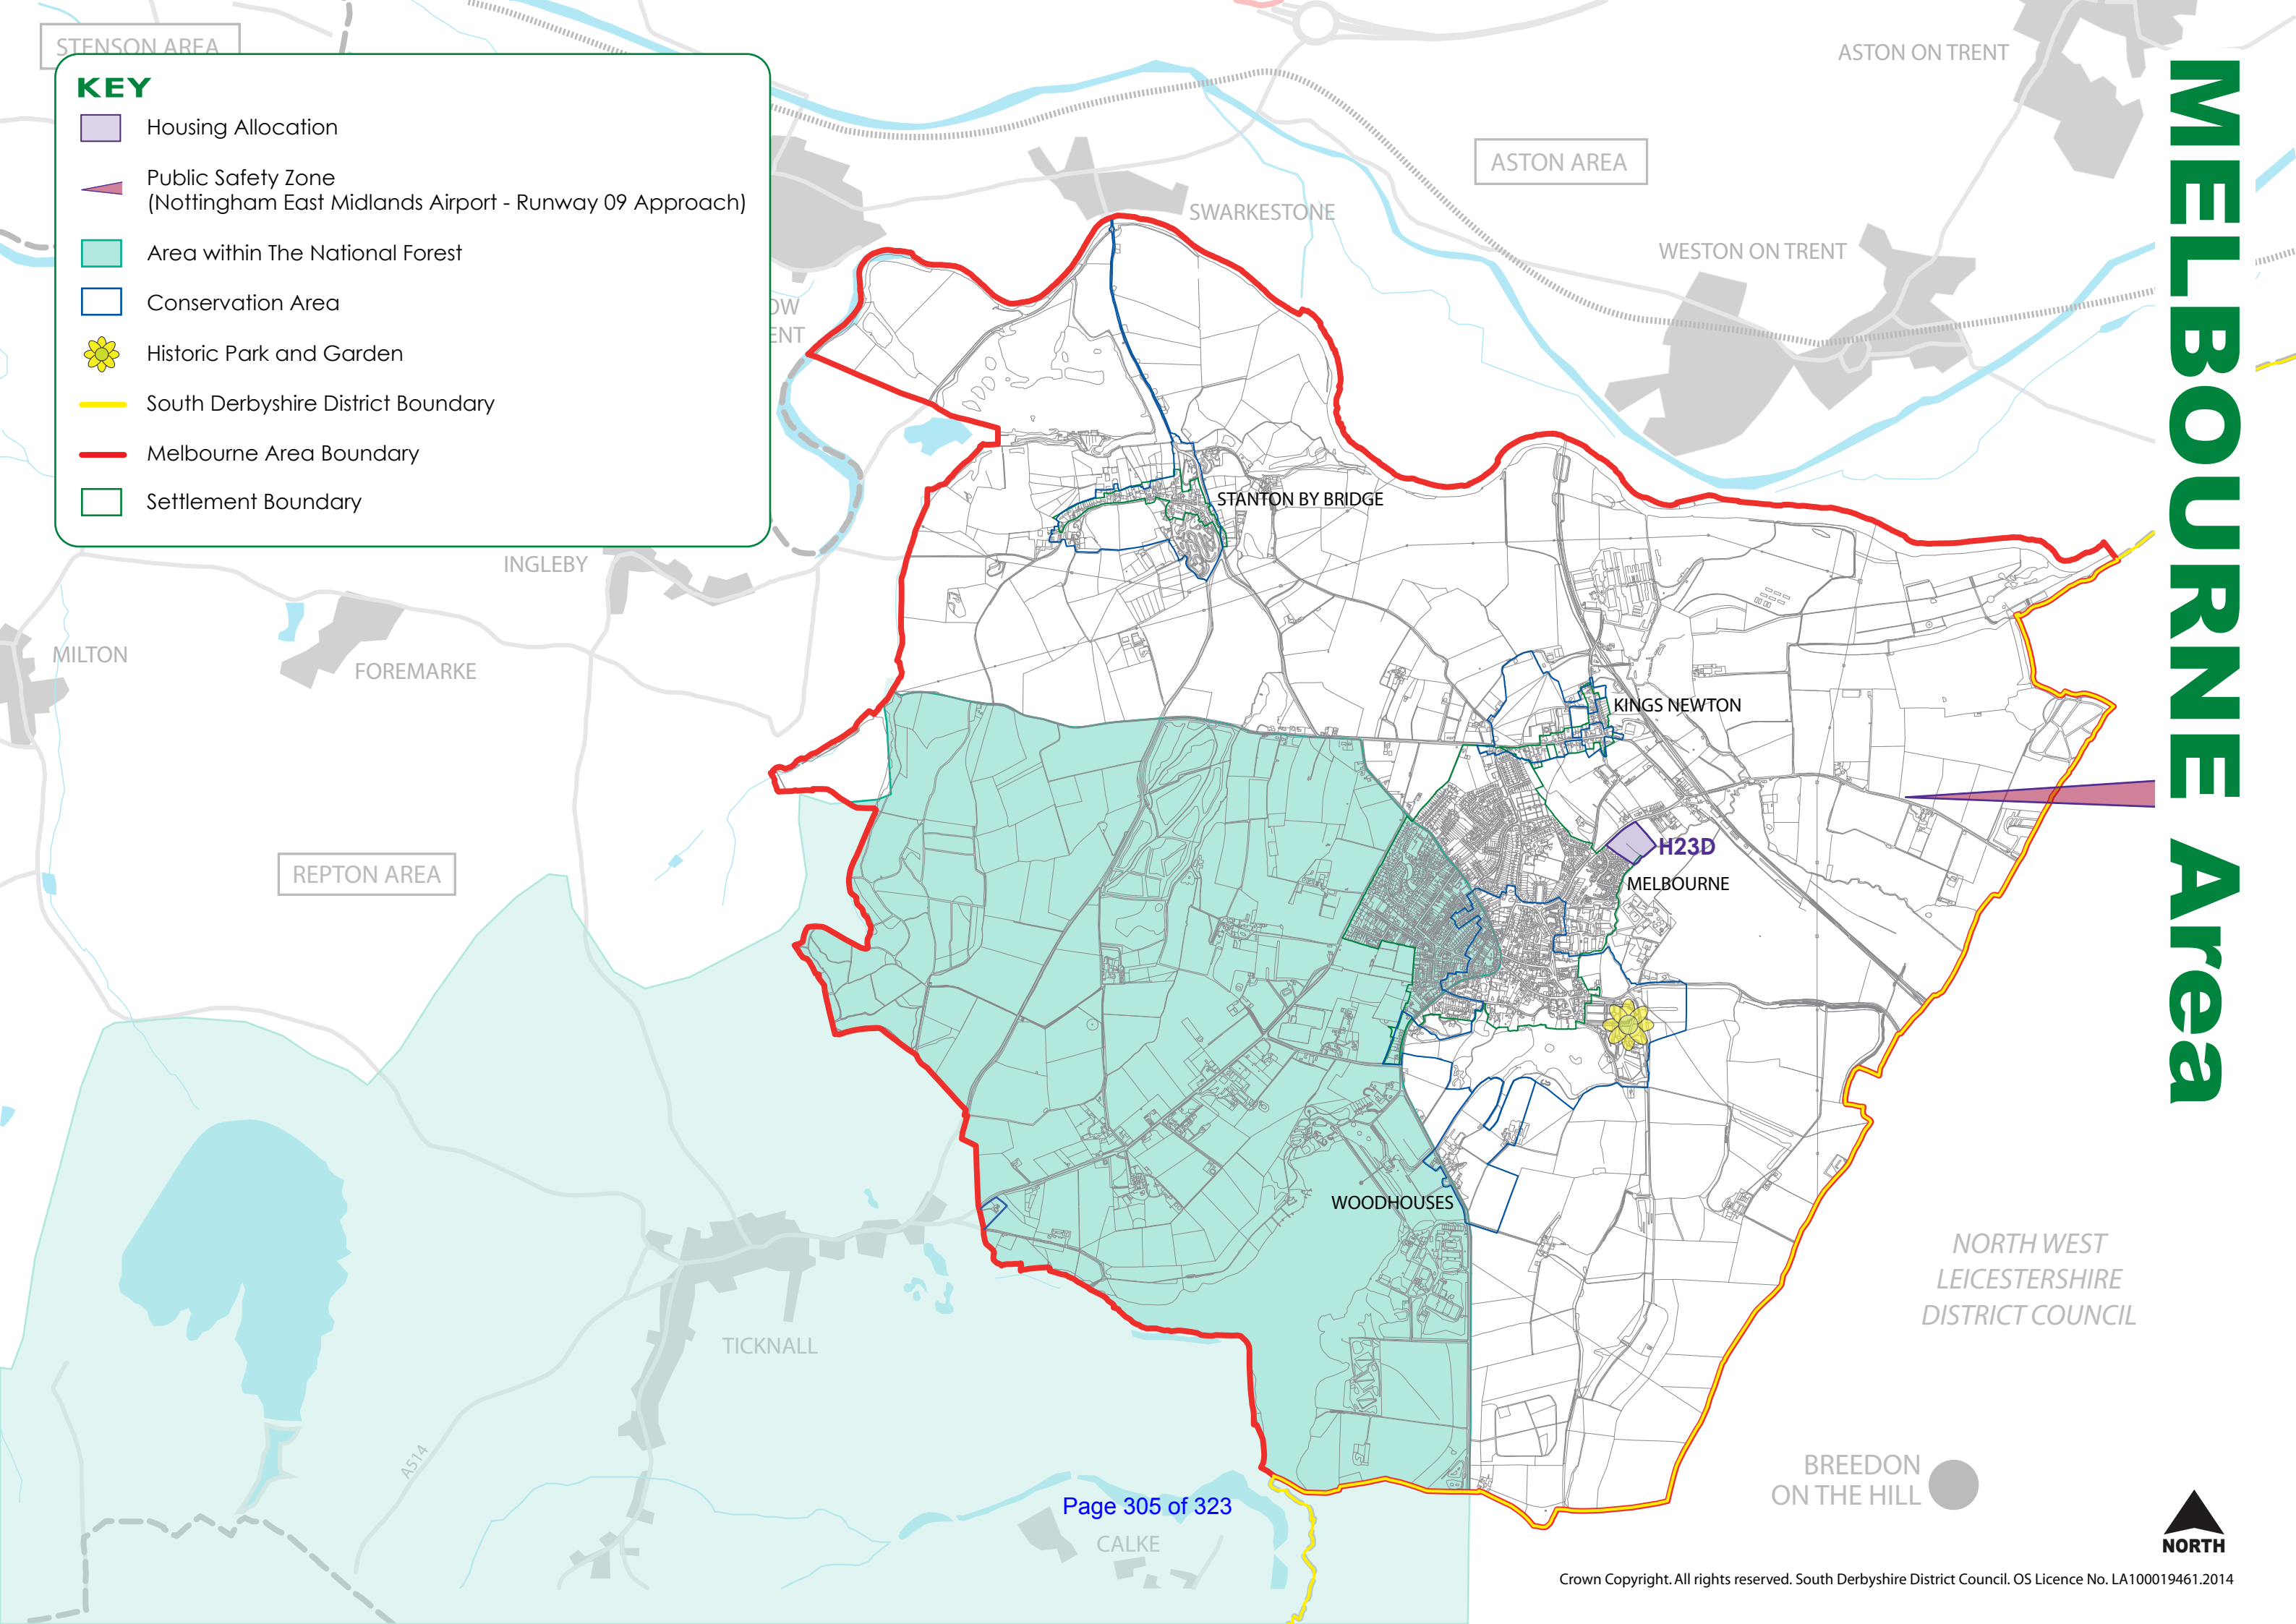 STENSON AREA
KEY
Housing Allocation
Public Safety Zone
(Nottingham East Midlands Airport - Runway 09 Approach)
Area within The National Forest
Conservation Area
Historic Park and Garden
South Derbyshire District Boundary
Melbourne Area Boundary
Settlement Boundary
MELBOURNE Area
ASTON ON TRENT
ASTON AREA
SWARKESTONE
WESTON ON TRENT
OW
ENT
STANTON BY BRIDGE
INGLEBY
MILTON
FOREMARKE
KINGS NEWTON
H23D
MELBOURNE
REPTON AREA
WOODHOUSES
NORTH WEST
LEICESTERSHIRE
DISTRICT COUNCIL
TICKNALL
A514
BREEDON
ON THE HILL
Page 305 of 323
CALKE
NORTH
Crown Copyright. All rights reserved. South Derbyshire District Council. OS Licence No. LA100019461.2014